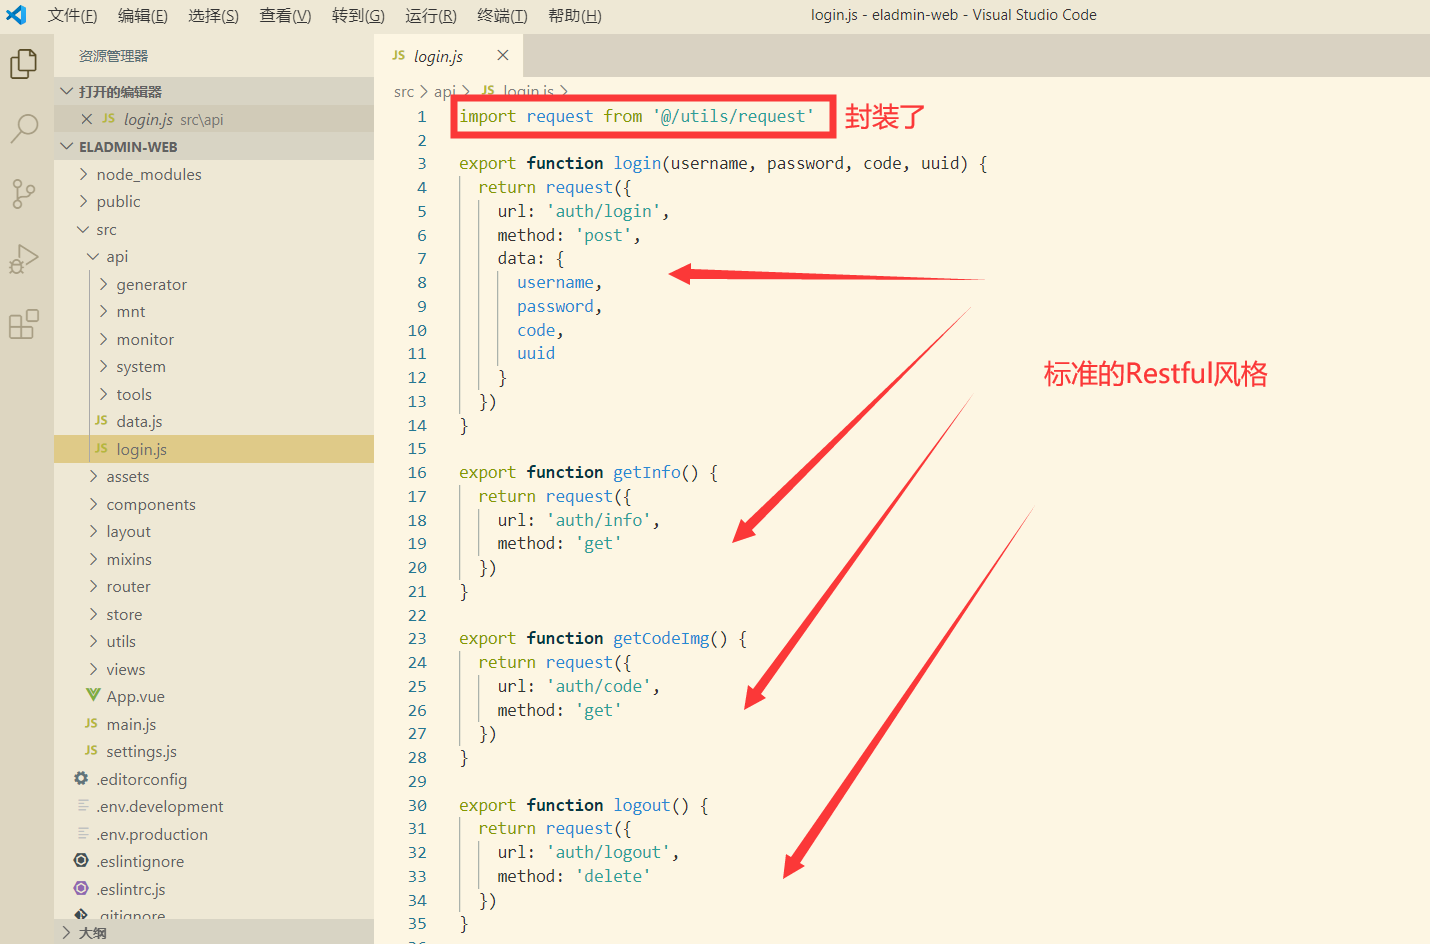 文件(F) 编辑(E) 选择(S) 查看(V) 转到(G) 运行(R) 终端(T) 帮助(H) login.js - eladmin-web - Visual Studio Code
资源管理器
打开的编辑器
JS login.js src\api
ELADMIN-WEB
node_modules
public
src
api
generator
mnt
monitor
system
tools
JS data.js
JS login.js
assets
components
layout
mixins
router
store
utils
views
App.vue
JS main.js
JS settings.js
.editorconfig
.env.development
.env.production
.eslintignore
.eslintrc.js
.gitignore
大纲
JS login.js
src > api > JS login.js >
1 import request from '@/utils/request'
封装了
2
3 export function login(username, password, code, uuid) {
4 return request({
5 url: 'auth/login',
6 method: 'post',
7 data: {
8 username,
9 password,
10 code,
11 uuid
12 }
13 })
14 }
15
标准的Restful风格
16 export function getInfo() {
17 return request({
18 url: 'auth/info',
19 method: 'get'
20 })
21 }
22
23 export function getCodeImg() {
24 return request({
25 url: 'auth/code',
26 method: 'get'
27 })
28 }
29
30 export function logout() {
31 return request({
32 url: 'auth/logout',
33 method: 'delete'
34 })
35 }